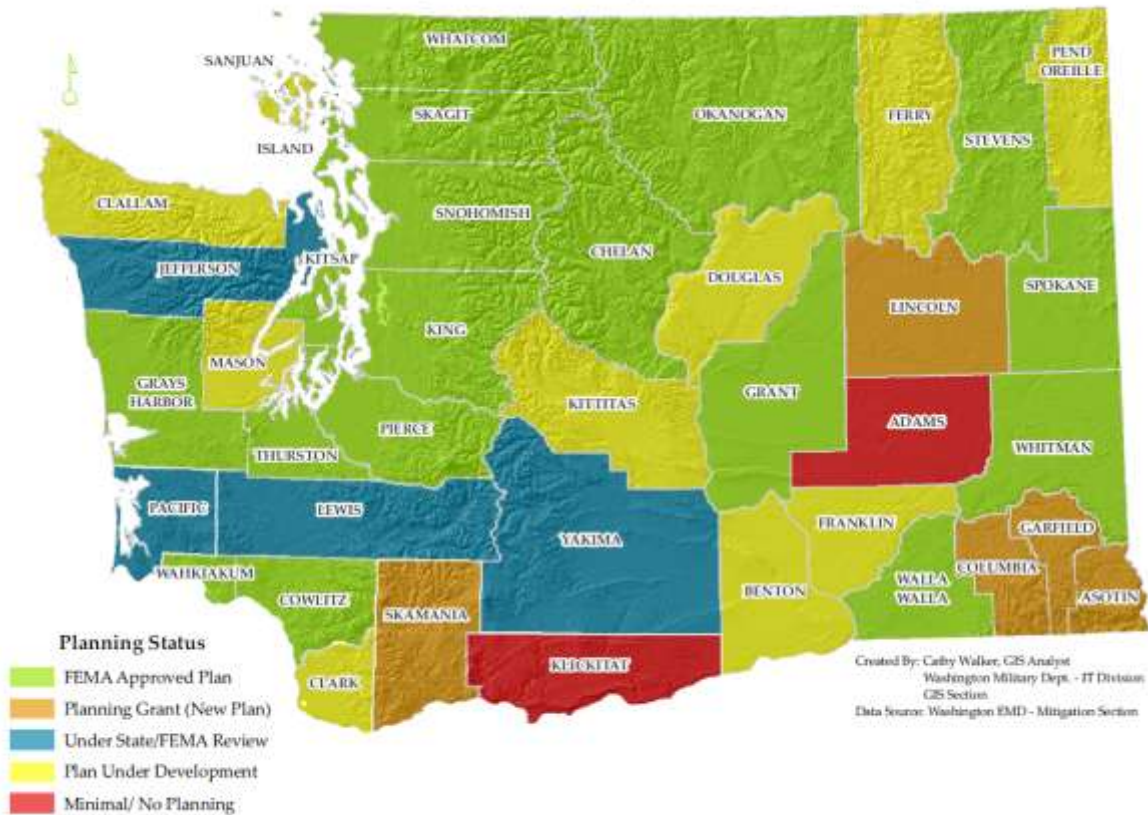 WHATCOM
SANJUAN
SKAGIT
ISLAND
OKANOGAN
FERRY
PEND
OREILLE
STEVENS
CLALLAM
SNOHOMISH
CHELAN
JEFFERSON
KITSAP
DOUGLAS
LINCOLN
SPOKANE
KING
MASON
GRAYS
HARBOR
KITTITAS
GRANT
ADAMS
PIERCE
THURSTON
WHITMAN
PACIFIC
LEWIS
YAKIMA
FRANKLIN
GARFIELD
COLUMBIA
WAHKIAKUM
COWLITZ
SKAMANIA
BENTON
WALLA
WALLA
ASOTIN
CLARK
KLICKITAT
Planning Status
FEMA Approved Plan
Planning Grant (New Plan)
Under State/FEMA Review
Plan Under Development
Minimal/ No Planning
Created By: Cathy Walker, GIS Analyst
Washington Military Dept. - IT Division
GIS Section
Data Source: Washington EMD - Mitigation Section